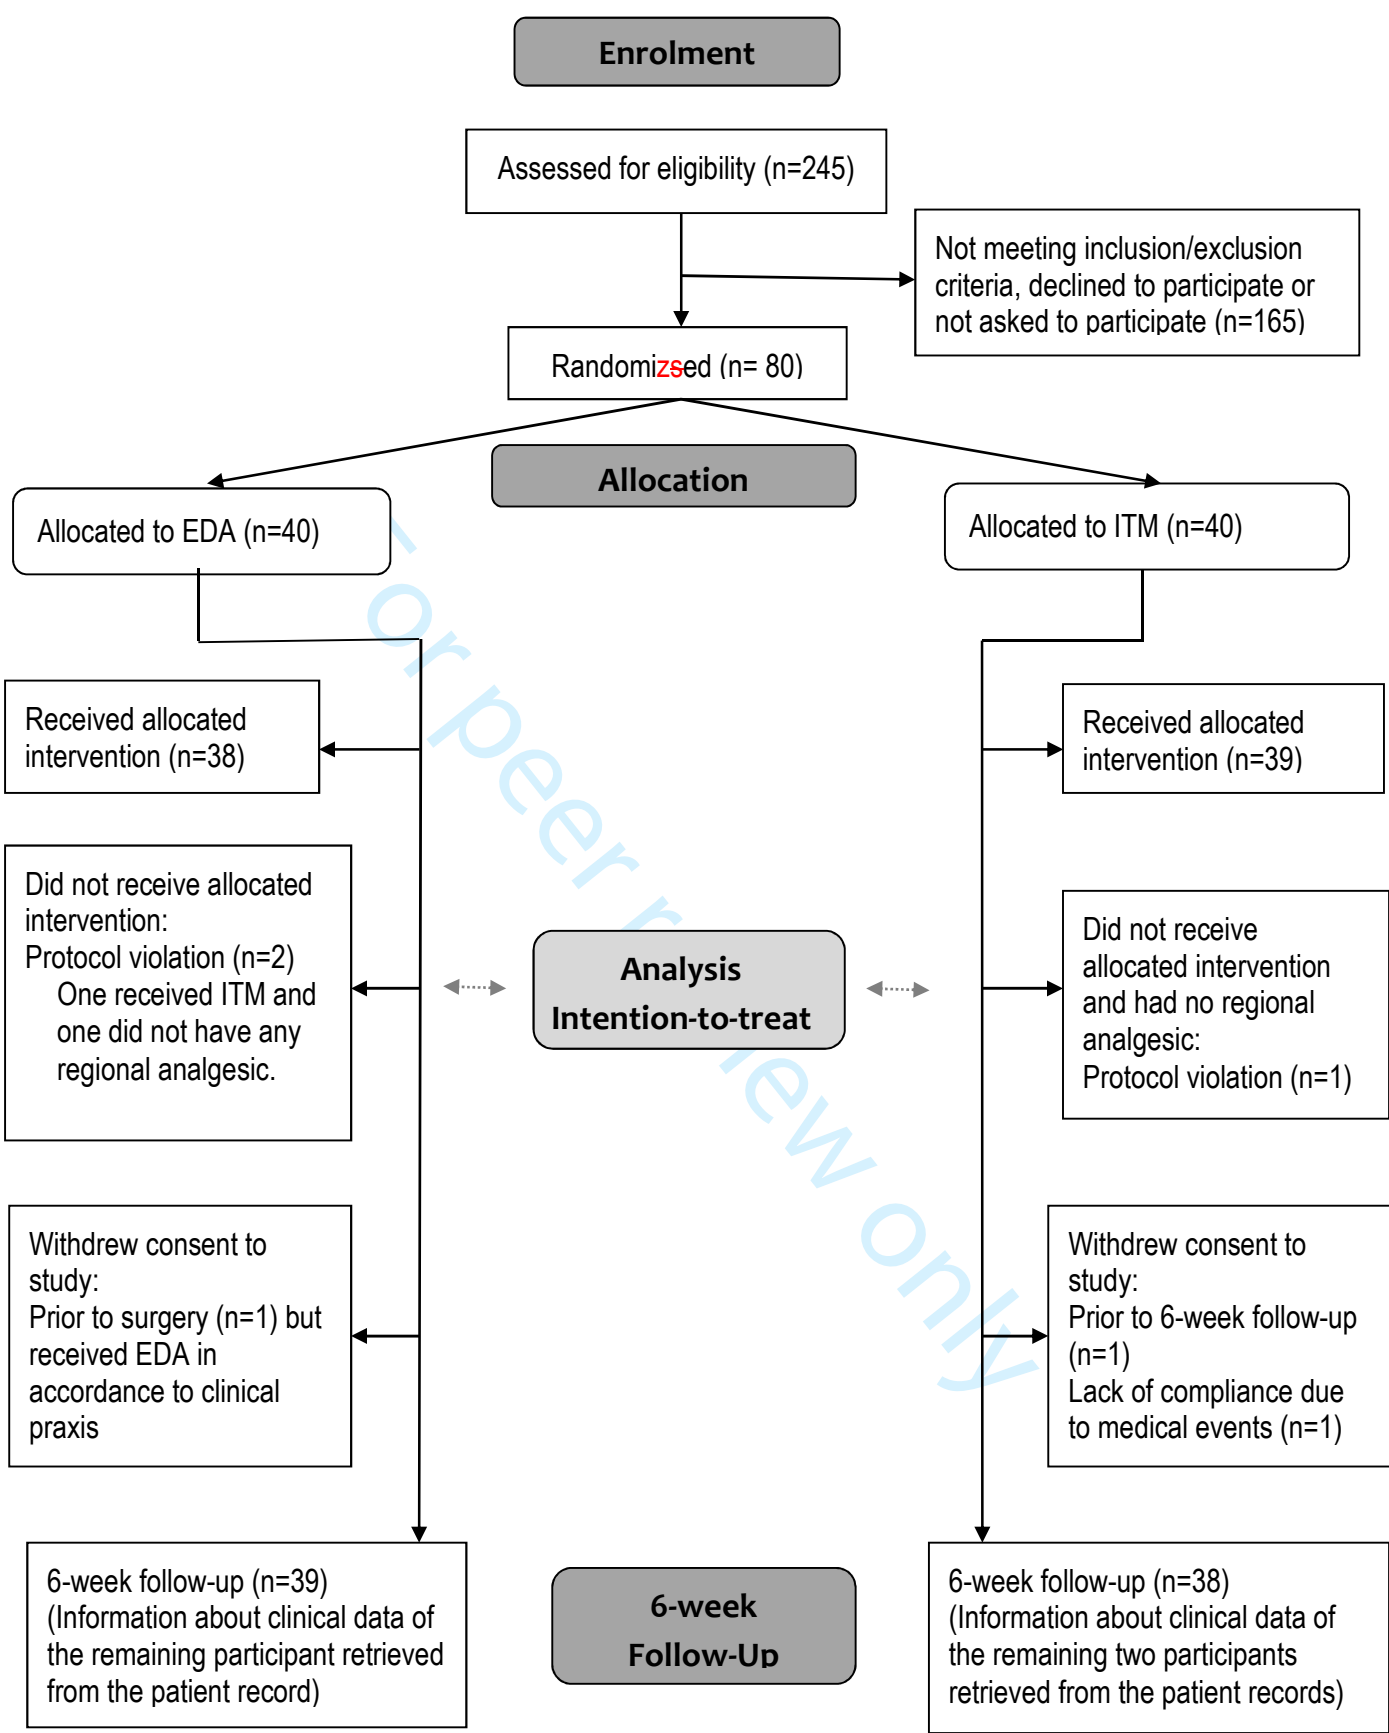 Enrolment
Assessed for eligibility (n=245)
Not meeting inclusion/exclusion
criteria, declined to participate or
not asked to participate (n=165)
Randomizsed (n= 80)
Allocation
Allocated to EDA (n=40)
Allocated to ITM (n=40)
Received allocated
intervention (n=38)
Received allocated
intervention (n=39)
Did not receive allocated
intervention:
Protocol violation (n=2)
One received ITM and
one did not have any
regional analgesic.
Analysis
Intention-to-treat
Did not receive
allocated intervention
and had no regional
analgesic:
Protocol violation (n=1)
Withdrew consent to
study:
Prior to surgery (n=1) but
received EDA in
accordance to clinical
praxis
Withdrew consent to
study:
Prior to 6-week follow-up
(n=1)
Lack of compliance due
to medical events (n=1)
6-week follow-up (n=39)
(Information about clinical data of
the remaining participant retrieved
from the patient record)
6-week
Follow-Up
6-week follow-up (n=38)
(Information about clinical data of
the remaining two participants
retrieved from the patient records)
For peer review only